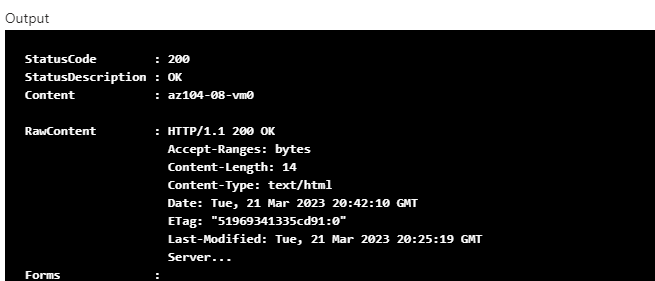 Output
StatusCode : 200
StatusDescription : OK
Content : az104-08-vm0
RawContent : HTTP/1.1 200 OK
Accept-Ranges: bytes
Content-Length: 14
Content-Type: text/html
Date: Tue, 21 Mar 2023 20:42:10 GMT
ETag: "51969341335cd91:0"
Last-Modified: Tue, 21 Mar 2023 20:25:19 GMT
Server...
Forms :